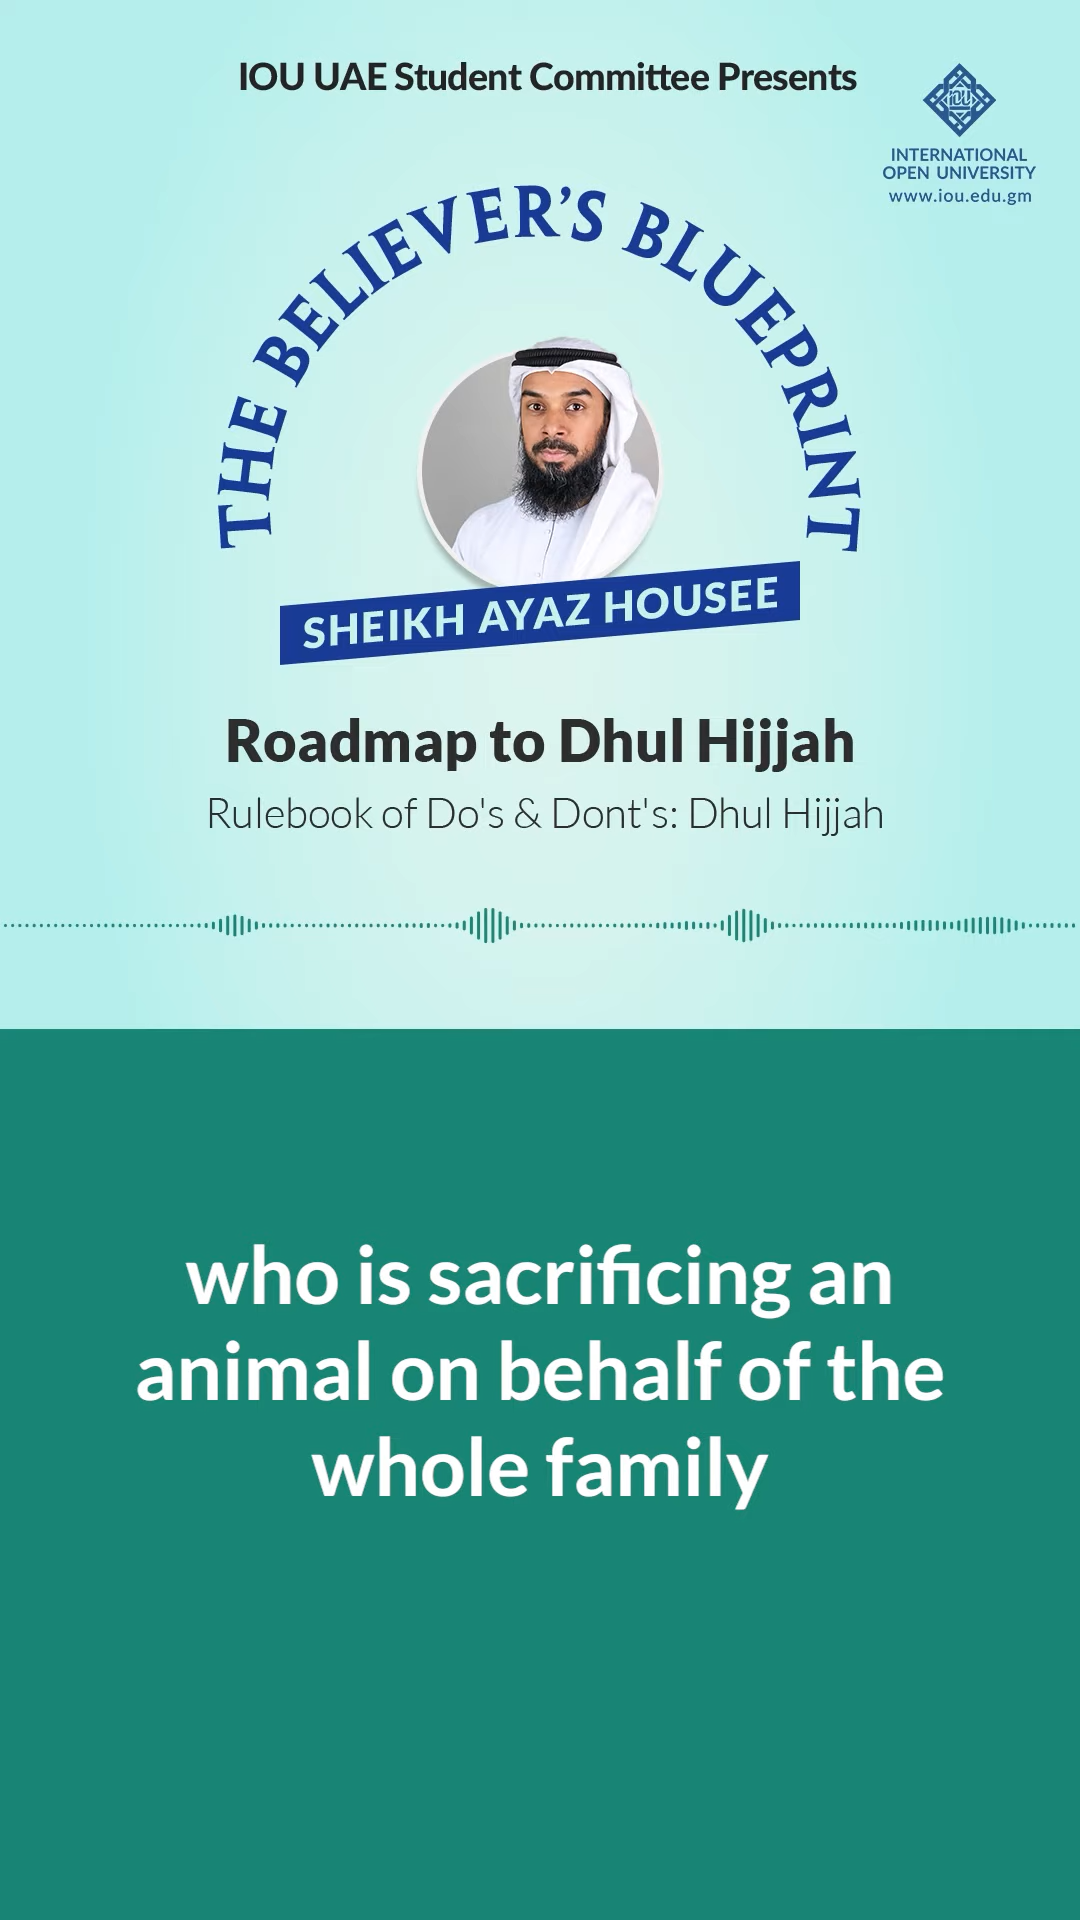 IOU UAE Student Committee Presents
INTERNATIONAL
OPEN UNIVERSITY
www.iou.edu.gm
THE BELIEVER'S BLUEPRINT
SHEIKH AYAZ HOUSEE
Roadmap to Dhul Hijjah
Rulebook of Do's & Dont's: Dhul Hijjah
who is sacrificing an
animal on behalf of the
whole family